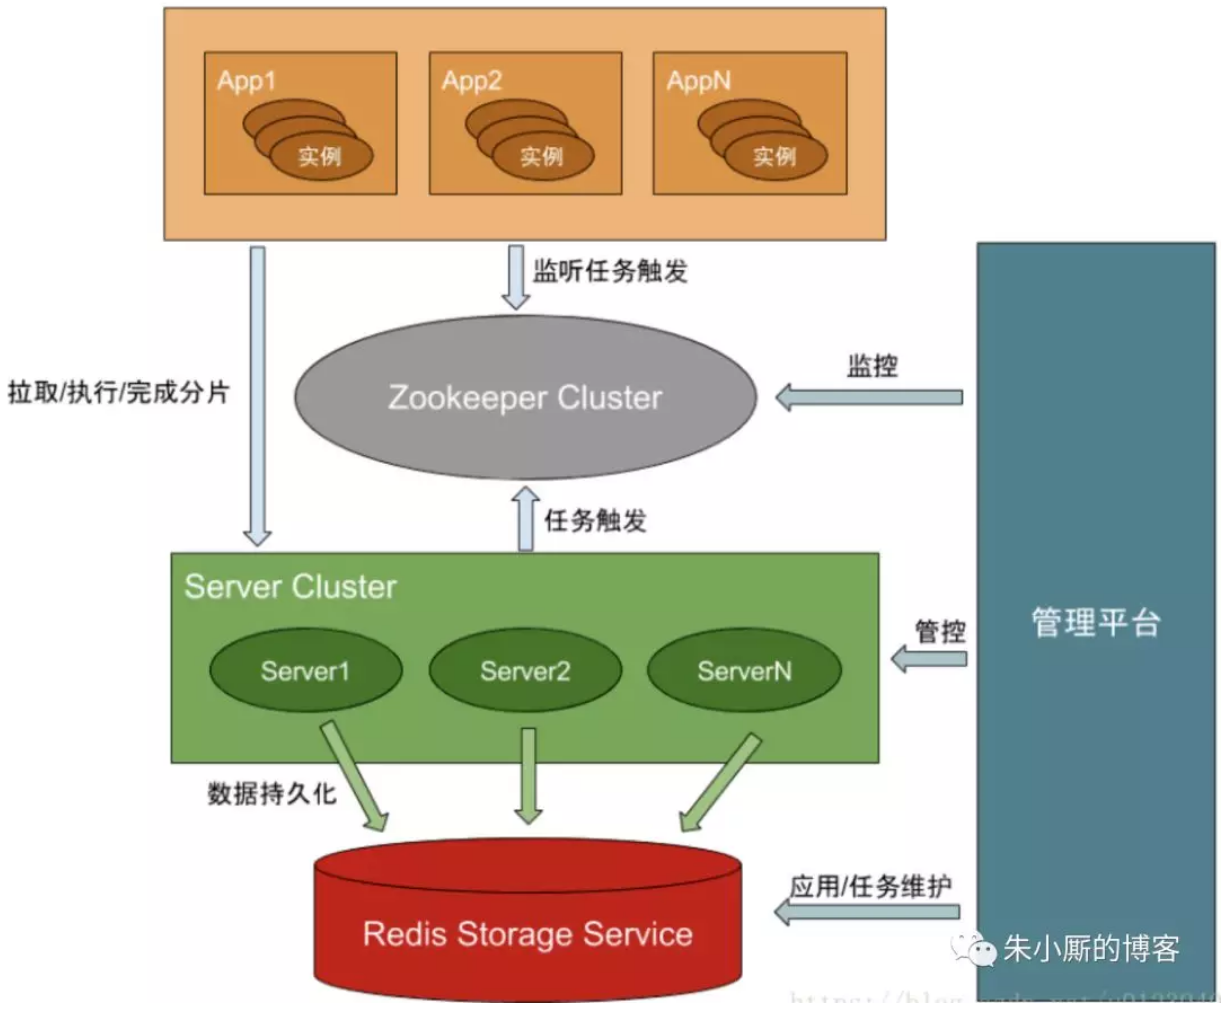 App1
App2
AppN
实例
实例
实例
监听任务触发
监控
拉取/执行/完成分片
Zookeeper Cluster
任务触发
Server Cluster
管控
管理平台
Server1
Server2
ServerN
数据持久化
应用/任务维护
Redis Storage Service
朱小厮的博客